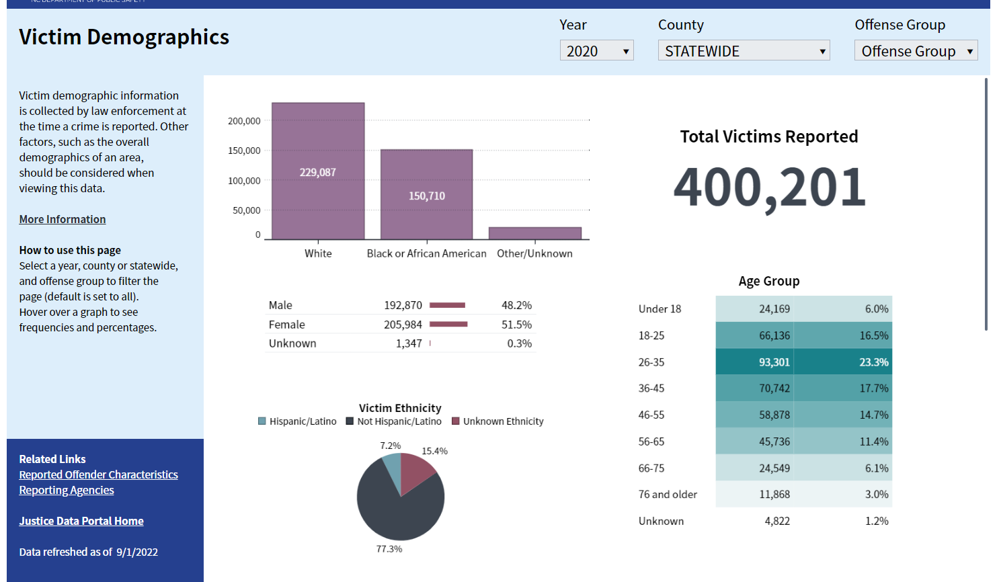 NC DEPARTMENT OF PUBLIC SAFETY
Victim Demographics
Year
2020
County
STATEWIDE
Offense Group
Offense Group
Victim demographic information
is collected by law enforcement at
the time a crime is reported. Other
factors, such as the overall
demographics of an area,
should be considered when
viewing this data.
More Information
How to use this page
Select a year, county or statewide,
and offense group to filter the
page (default is set to all).
Hover over a graph to see
frequencies and percentages.
Related Links
Reported Offender Characteristics
Reporting Agencies
Justice Data Portal Home
Data refreshed as of 9/1/2022
200,000
150,000
100,000
50,000
0
229,087
150,710
White
Black or African American
Other/Unknown
Male 192,870 48.2%
Female 205,984 51.5%
Unknown 1,347 0.3%
Victim Ethnicity
Hispanic/Latino Not Hispanic/Latino Unknown Ethnicity
7.2%
15.4%
77.3%
Total Victims Reported
400,201
Age Group
Under 18 24,169 6.0%
18-25 66,136 16.5%
26-35 93,301 23.3%
36-45 70,742 17.7%
46-55 58,878 14.7%
56-65 45,736 11.4%
66-75 24,549 6.1%
76 and older 11,868 3.0%
Unknown 4,822 1.2%